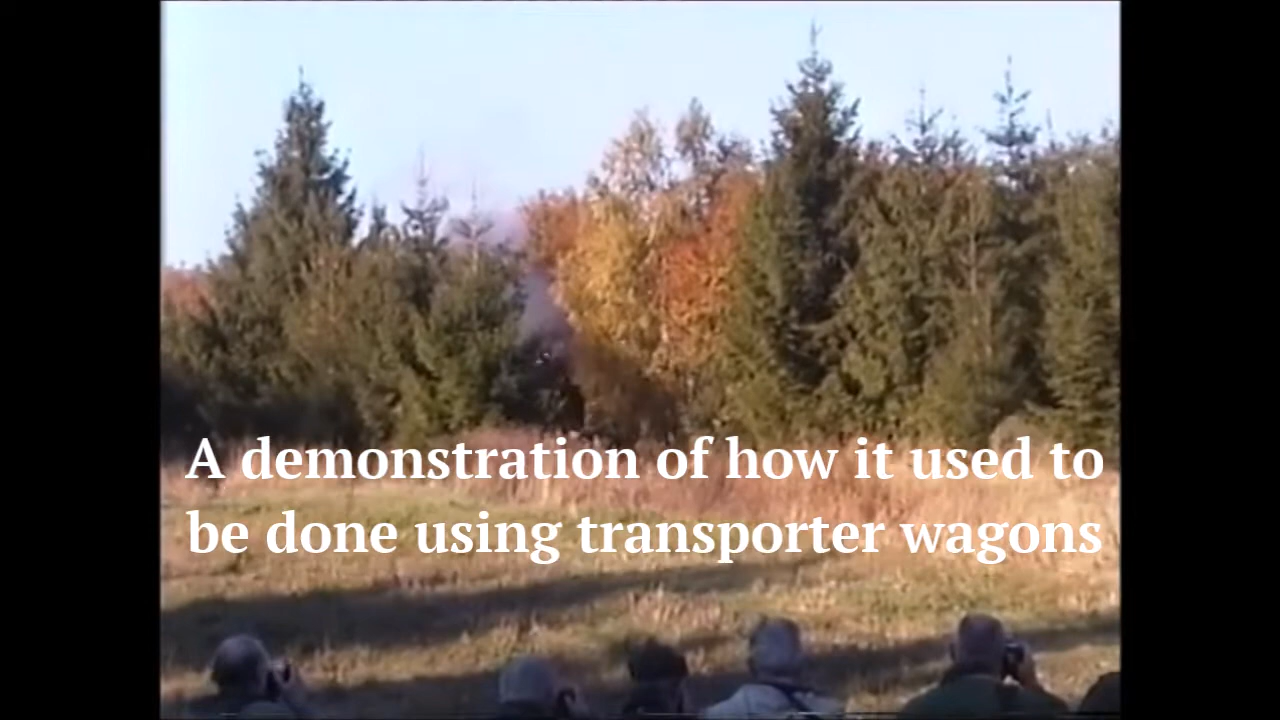 A demonstration of how it used to
be done using transporter wagons